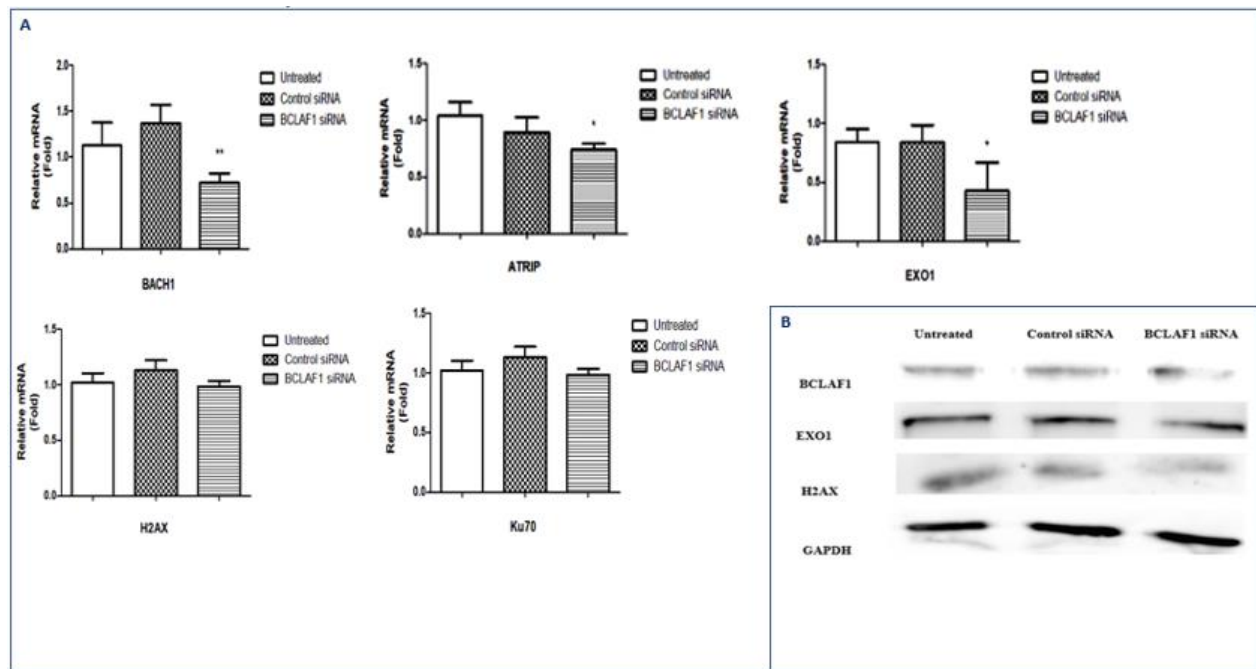 A
Relative mRNA
(Fold)
2.0
1.5
1.0
0.5
0.0
Untreated
Control siRNA
BCLAF1 siRNA
**
BACH1
Relative mRNA
(Fold)
1.5
1.0
0.5
0.0
Untreated
Control siRNA
BCLAF1 siRNA
*
ATRIP
Relative mRNA
(Fold)
1.5
1.0
0.5
0.0
Untreated
Control siRNA
BCLAF1 siRNA
*
EXO1
Relative mRNA
(Fold)
1.5
1.0
0.5
0.0
Untreated
Control siRNA
BCLAF1 siRNA
H2AX
Relative mRNA
(Fold)
1.5
1.0
0.5
0.0
Untreated
Control siRNA
BCLAF1 siRNA
Ku70
B
Untreated Control siRNA BCLAF1 siRNA
BCLAF1
EXO1
H2AX
GAPDH